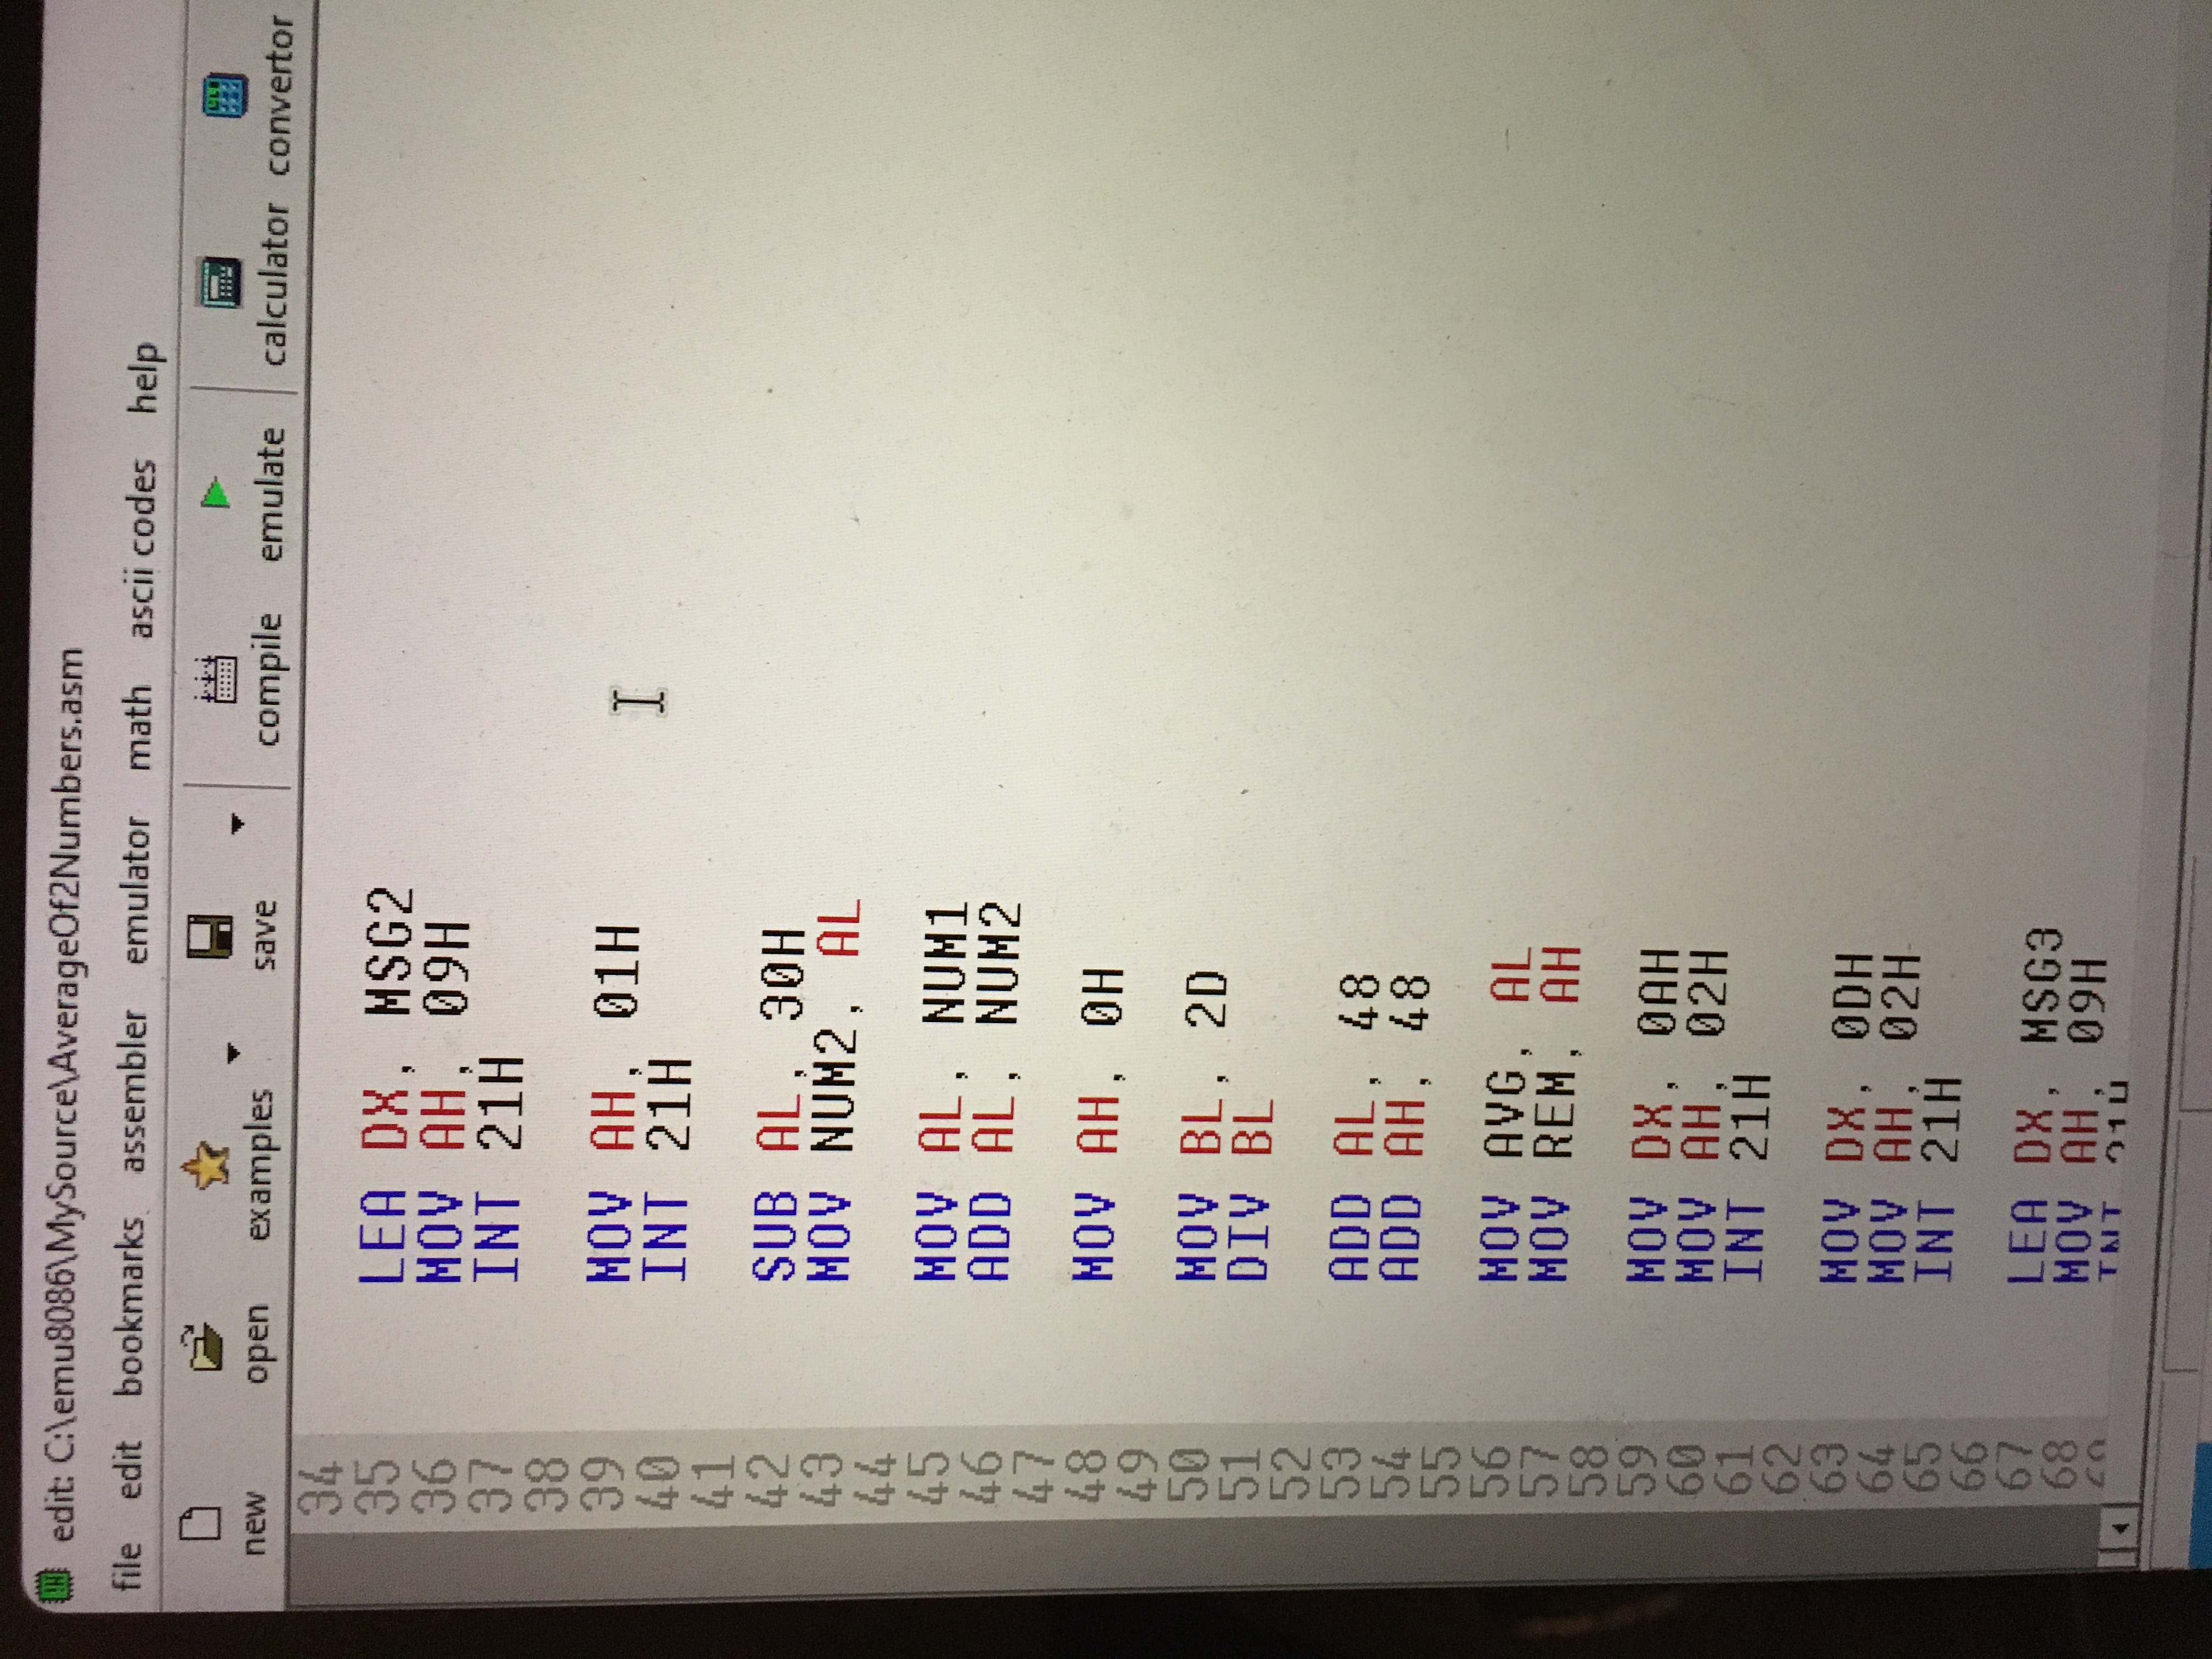 edit: C:\emu8086\MySource\AverageOf2Numbers.asm
file edit bookmarks assembler emulator math ascii codes help
new open examples save compile emulate calculator convertor
34
35 LEA DX, MSG2
36 MOV AH, 09H
37 INT 21H
38
39 MOV AH, 01H
40 INT 21H
41
42 SUB AL, 30H
43 MOV NUM2, AL
44
45 MOV AL, NUM1
46 ADD AL, NUM2
47
48 MOV AH, 0H
49
50 MOV BL, 2D
51 DIV BL
52
53 ADD AL, 48
54 ADD AH, 48
55
56 MOV AVG, AL
57 MOV REM, AH
58
59 MOV DX, 0AH
60 MOV AH, 02H
61 INT 21H
62
63 MOV DX, 0DH
64 MOV AH, 02H
65 INT 21H
66
67 LEA DX, MSG3
68 MOV AH, 09H
69 INT 21H